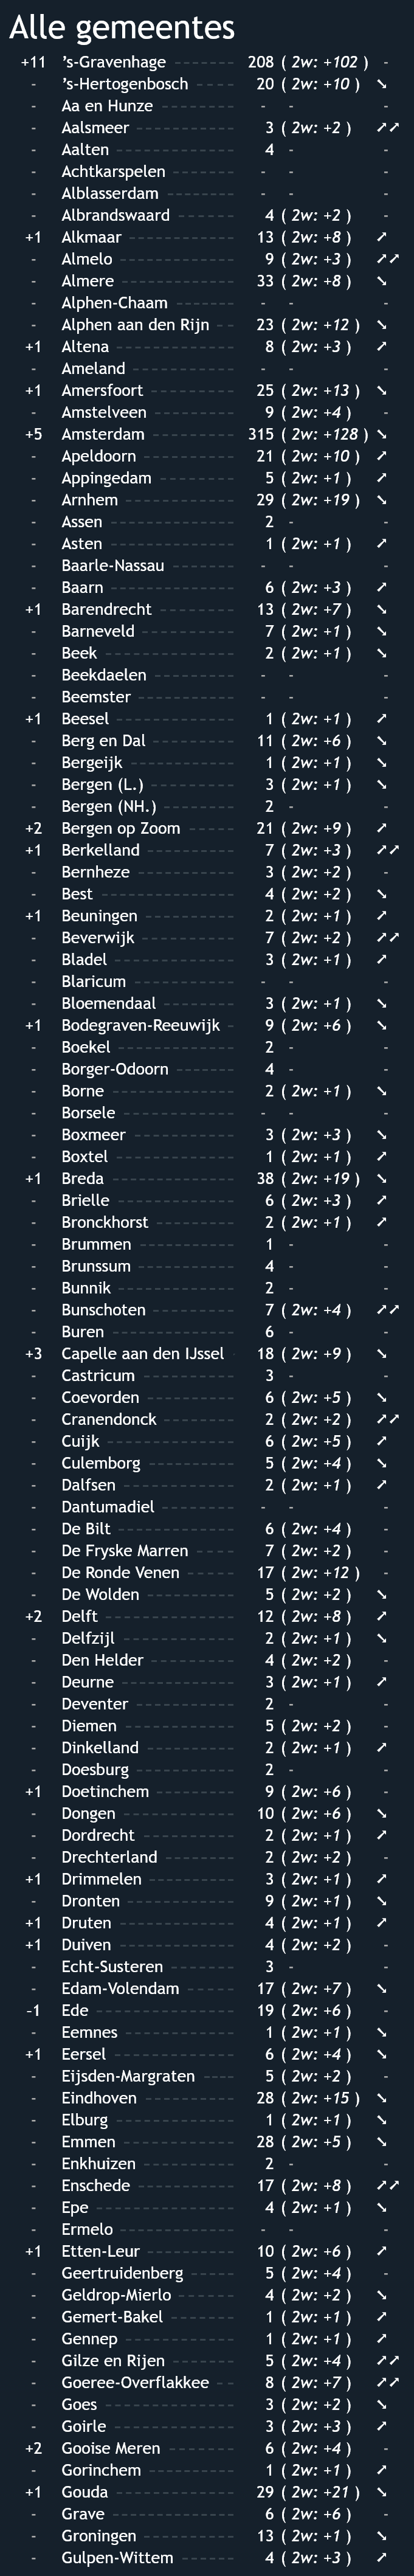 Alle gemeentes
+11 ’s-Gravenhage 208 ( 2w: +102 ) -
- ’s-Hertogenbosch 20 ( 2w: +10 ) ➘
- Aa en Hunze - - -
- Aalsmeer 3 ( 2w: +2 ) ➚➚
- Aalten 4 - -
- Achtkarspelen - - -
- Alblasserdam - - -
- Albrandswaard 4 ( 2w: +2 ) -
+1 Alkmaar 13 ( 2w: +8 ) ➚
- Almelo 9 ( 2w: +3 ) ➚➚
- Almere 33 ( 2w: +8 ) ➘
- Alphen-Chaam - - -
- Alphen aan den Rijn 23 ( 2w: +12 ) ➘
+1 Altena 8 ( 2w: +3 ) ➚
- Ameland - - -
+1 Amersfoort 25 ( 2w: +13 ) ➘
- Amstelveen 9 ( 2w: +4 ) -
+5 Amsterdam 315 ( 2w: +128 ) ➘
- Apeldoorn 21 ( 2w: +10 ) ➚
- Appingedam 5 ( 2w: +1 ) ➚
- Arnhem 29 ( 2w: +19 ) ➘
- Assen 2 - -
- Asten 1 ( 2w: +1 ) ➚
- Baarle-Nassau - - -
- Baarn 6 ( 2w: +3 ) ➚
+1 Barendrecht 13 ( 2w: +7 ) ➘
- Barneveld 7 ( 2w: +1 ) ➘
- Beek 2 ( 2w: +1 ) ➘
- Beekdaelen - - -
- Beemster - - -
+1 Beesel 1 ( 2w: +1 ) ➚
- Berg en Dal 11 ( 2w: +6 ) ➘
- Bergeijk 1 ( 2w: +1 ) ➘
- Bergen (L.) 3 ( 2w: +1 ) ➘
- Bergen (NH.) 2 - -
+2 Bergen op Zoom 21 ( 2w: +9 ) ➚
+1 Berkelland 7 ( 2w: +3 ) ➚➚
- Bernheze 3 ( 2w: +2 ) -
- Best 4 ( 2w: +2 ) ➘
+1 Beuningen 2 ( 2w: +1 ) ➚
- Beverwijk 7 ( 2w: +2 ) ➚➚
- Bladel 3 ( 2w: +1 ) ➚
- Blaricum - - -
- Bloemendaal 3 ( 2w: +1 ) ➘
+1 Bodegraven-Reeuwijk 9 ( 2w: +6 ) ➘
- Boekel 2 - -
- Borger-Odoorn 4 - -
- Borne 2 ( 2w: +1 ) ➘
- Borsele - - -
- Boxmeer 3 ( 2w: +3 ) ➘
- Boxtel 1 ( 2w: +1 ) ➚
+1 Breda 38 ( 2w: +19 ) ➘
- Brielle 6 ( 2w: +3 ) ➚
- Bronckhorst 2 ( 2w: +1 ) ➚
- Brummen 1 - -
- Brunssum 4 - -
- Bunnik 2 - -
- Bunschoten 7 ( 2w: +4 ) ➚➚
- Buren 6 - -
+3 Capelle aan den IJssel 18 ( 2w: +9 ) ➘
- Castricum 3 - -
- Coevorden 6 ( 2w: +5 ) ➘
- Cranendonck 2 ( 2w: +2 ) ➚➚
- Cuijk 6 ( 2w: +5 ) ➚
- Culemborg 5 ( 2w: +4 ) ➘
- Dalfsen 2 ( 2w: +1 ) ➚
- Dantumadiel - - -
- De Bilt 6 ( 2w: +4 ) -
- De Fryske Marren 7 ( 2w: +2 ) -
- De Ronde Venen 17 ( 2w: +12 ) -
- De Wolden 5 ( 2w: +2 ) ➘
+2 Delft 12 ( 2w: +8 ) ➚
- Delfzijl 2 ( 2w: +1 ) ➘
- Den Helder 4 ( 2w: +2 ) -
- Deurne 3 ( 2w: +1 ) ➚
- Deventer 2 - -
- Diemen 5 ( 2w: +2 ) -
- Dinkelland 2 ( 2w: +1 ) ➚
- Doesburg 2 - -
+1 Doetinchem 9 ( 2w: +6 ) -
- Dongen 10 ( 2w: +6 ) ➘
- Dordrecht 2 ( 2w: +1 ) ➚
- Drechterland 2 ( 2w: +2 ) -
+1 Drimmelen 3 ( 2w: +1 ) ➚
- Dronten 9 ( 2w: +1 ) ➘
+1 Druten 4 ( 2w: +1 ) ➚
+1 Duiven 4 ( 2w: +2 ) -
- Echt-Susteren 3 - -
- Edam-Volendam 17 ( 2w: +7 ) ➘
-1 Ede 19 ( 2w: +6 ) -
- Eemnes 1 ( 2w: +1 ) ➘
+1 Eersel 6 ( 2w: +4 ) ➘
- Eijsden-Margraten 5 ( 2w: +2 ) -
- Eindhoven 28 ( 2w: +15 ) ➘
- Elburg 1 ( 2w: +1 ) ➘
- Emmen 28 ( 2w: +5 ) ➘
- Enkhuizen 2 - -
- Enschede 17 ( 2w: +8 ) ➚➚
- Epe 4 ( 2w: +1 ) ➘
- Ermelo - - -
+1 Etten-Leur 10 ( 2w: +6 ) ➚
- Geertruidenberg 5 ( 2w: +4 ) -
- Geldrop-Mierlo 4 ( 2w: +2 ) ➘
- Gemert-Bakel 1 ( 2w: +1 ) ➚
- Gennep 1 ( 2w: +1 ) ➚
- Gilze en Rijen 5 ( 2w: +4 ) ➚➚
- Goeree-Overflakkee 8 ( 2w: +7 ) ➚➚
- Goes 3 ( 2w: +2 ) ➘
- Goirle 3 ( 2w: +3 ) ➚
+2 Gooise Meren 6 ( 2w: +4 ) -
- Gorinchem 1 ( 2w: +1 ) ➚
+1 Gouda 29 ( 2w: +21 ) ➘
- Grave 6 ( 2w: +6 ) -
- Groningen 13 ( 2w: +1 ) ➘
- Gulpen-Wittem 4 ( 2w: +3 ) ➚